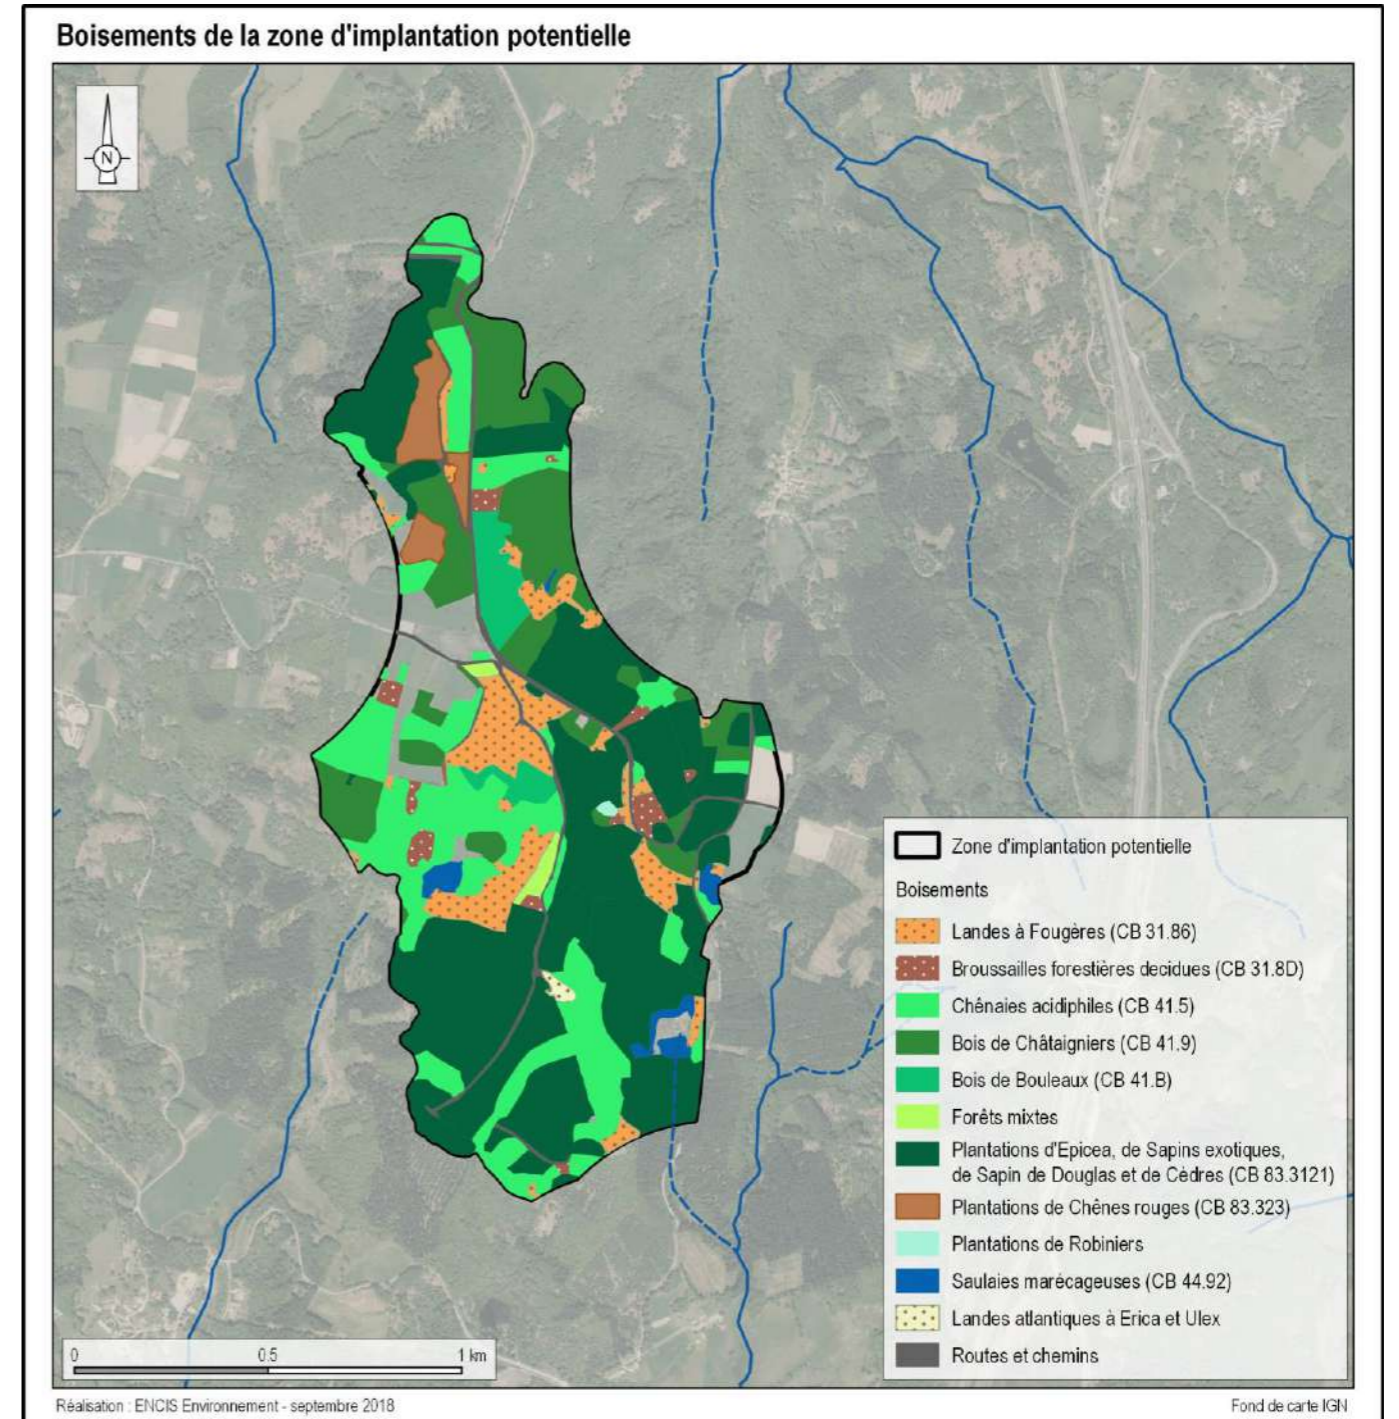 Boisements de la zone d'implantation potentielle
N
Zone d'implantation potentielle
Boisements
Landes à Fougères (CB 31.86)
Broussailles forestières decidues (CB 31.8D)
Chênaies acidiphiles (CB 41.5)
Bois de Châtaigniers (CB 41.9)
Bois de Bouleaux (CB 41.B)
Forêts mixtes
Plantations d'Epicea, de Sapins exotiques,
de Sapin de Douglas et de Cèdres (CB 83.3121)
Plantations de Chênes rouges (CB 83.323)
Plantations de Robiniers
Saulaies marécageuses (CB 44.92)
Landes atlantiques à Erica et Ulex
Routes et chemins
0 0.5 1 km
Réalisation : ENCIS Environnement - septembre 2018
Fond de carte IGN